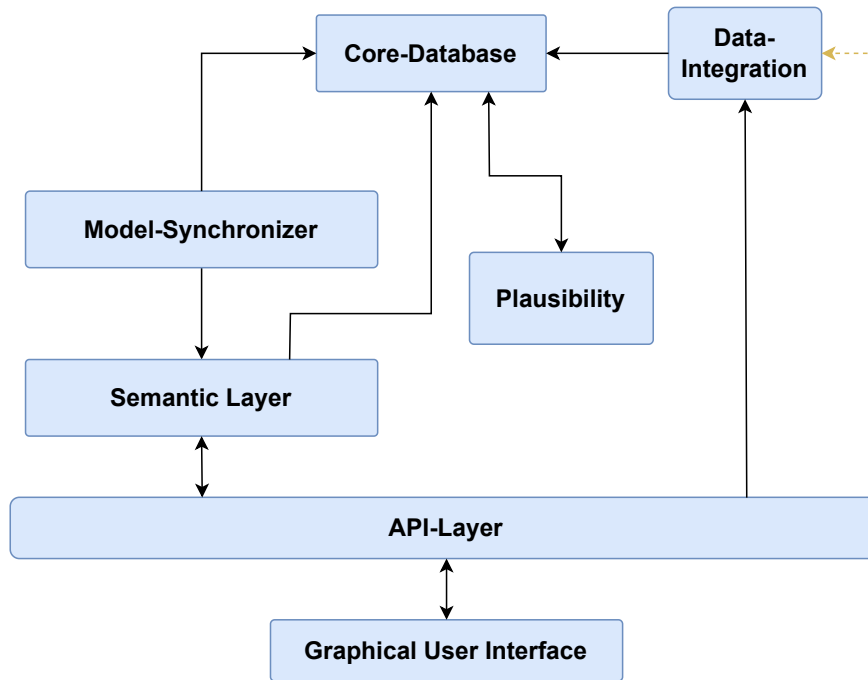 Core-Database
Data-
Integration
Model-Synchronizer
Plausibility
Semantic Layer
API-Layer
Graphical User Interface